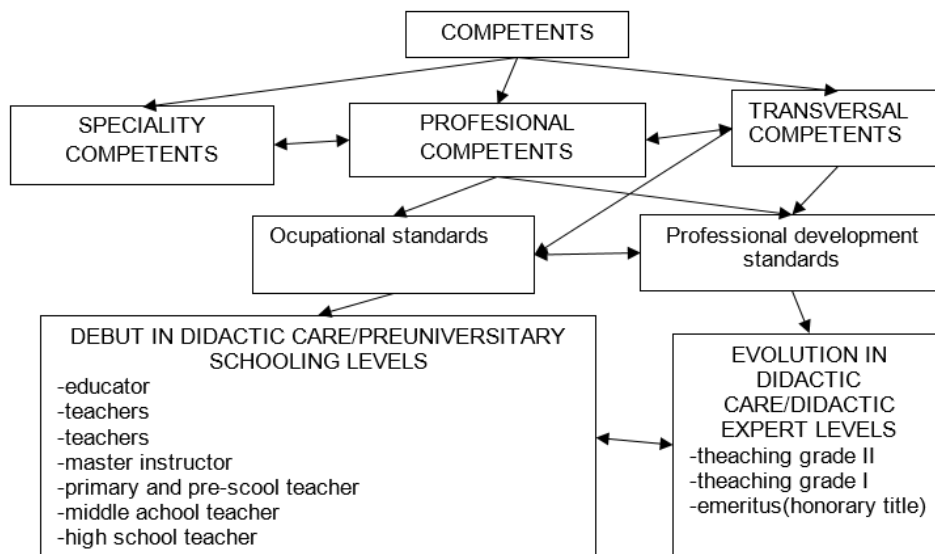 COMPETENTS
SPECIALITY
COMPETENTS
PROFESIONAL
COMPETENTS
TRANSVERSAL
COMPETENTS
Ocupational standards
Professional development
standards
DEBUT IN DIDACTIC CARE/PREUNIVERSITARY
SCHOOLING LEVELS
-educator
-teachers
-teachers
-master instructor
-primary and pre-scool teacher
-middle achool teacher
-high school teacher
EVOLUTION IN
DIDACTIC
CARE/DIDACTIC
EXPERT LEVELS
-theaching grade II
-theaching grade I
-emeritus(honorary title)